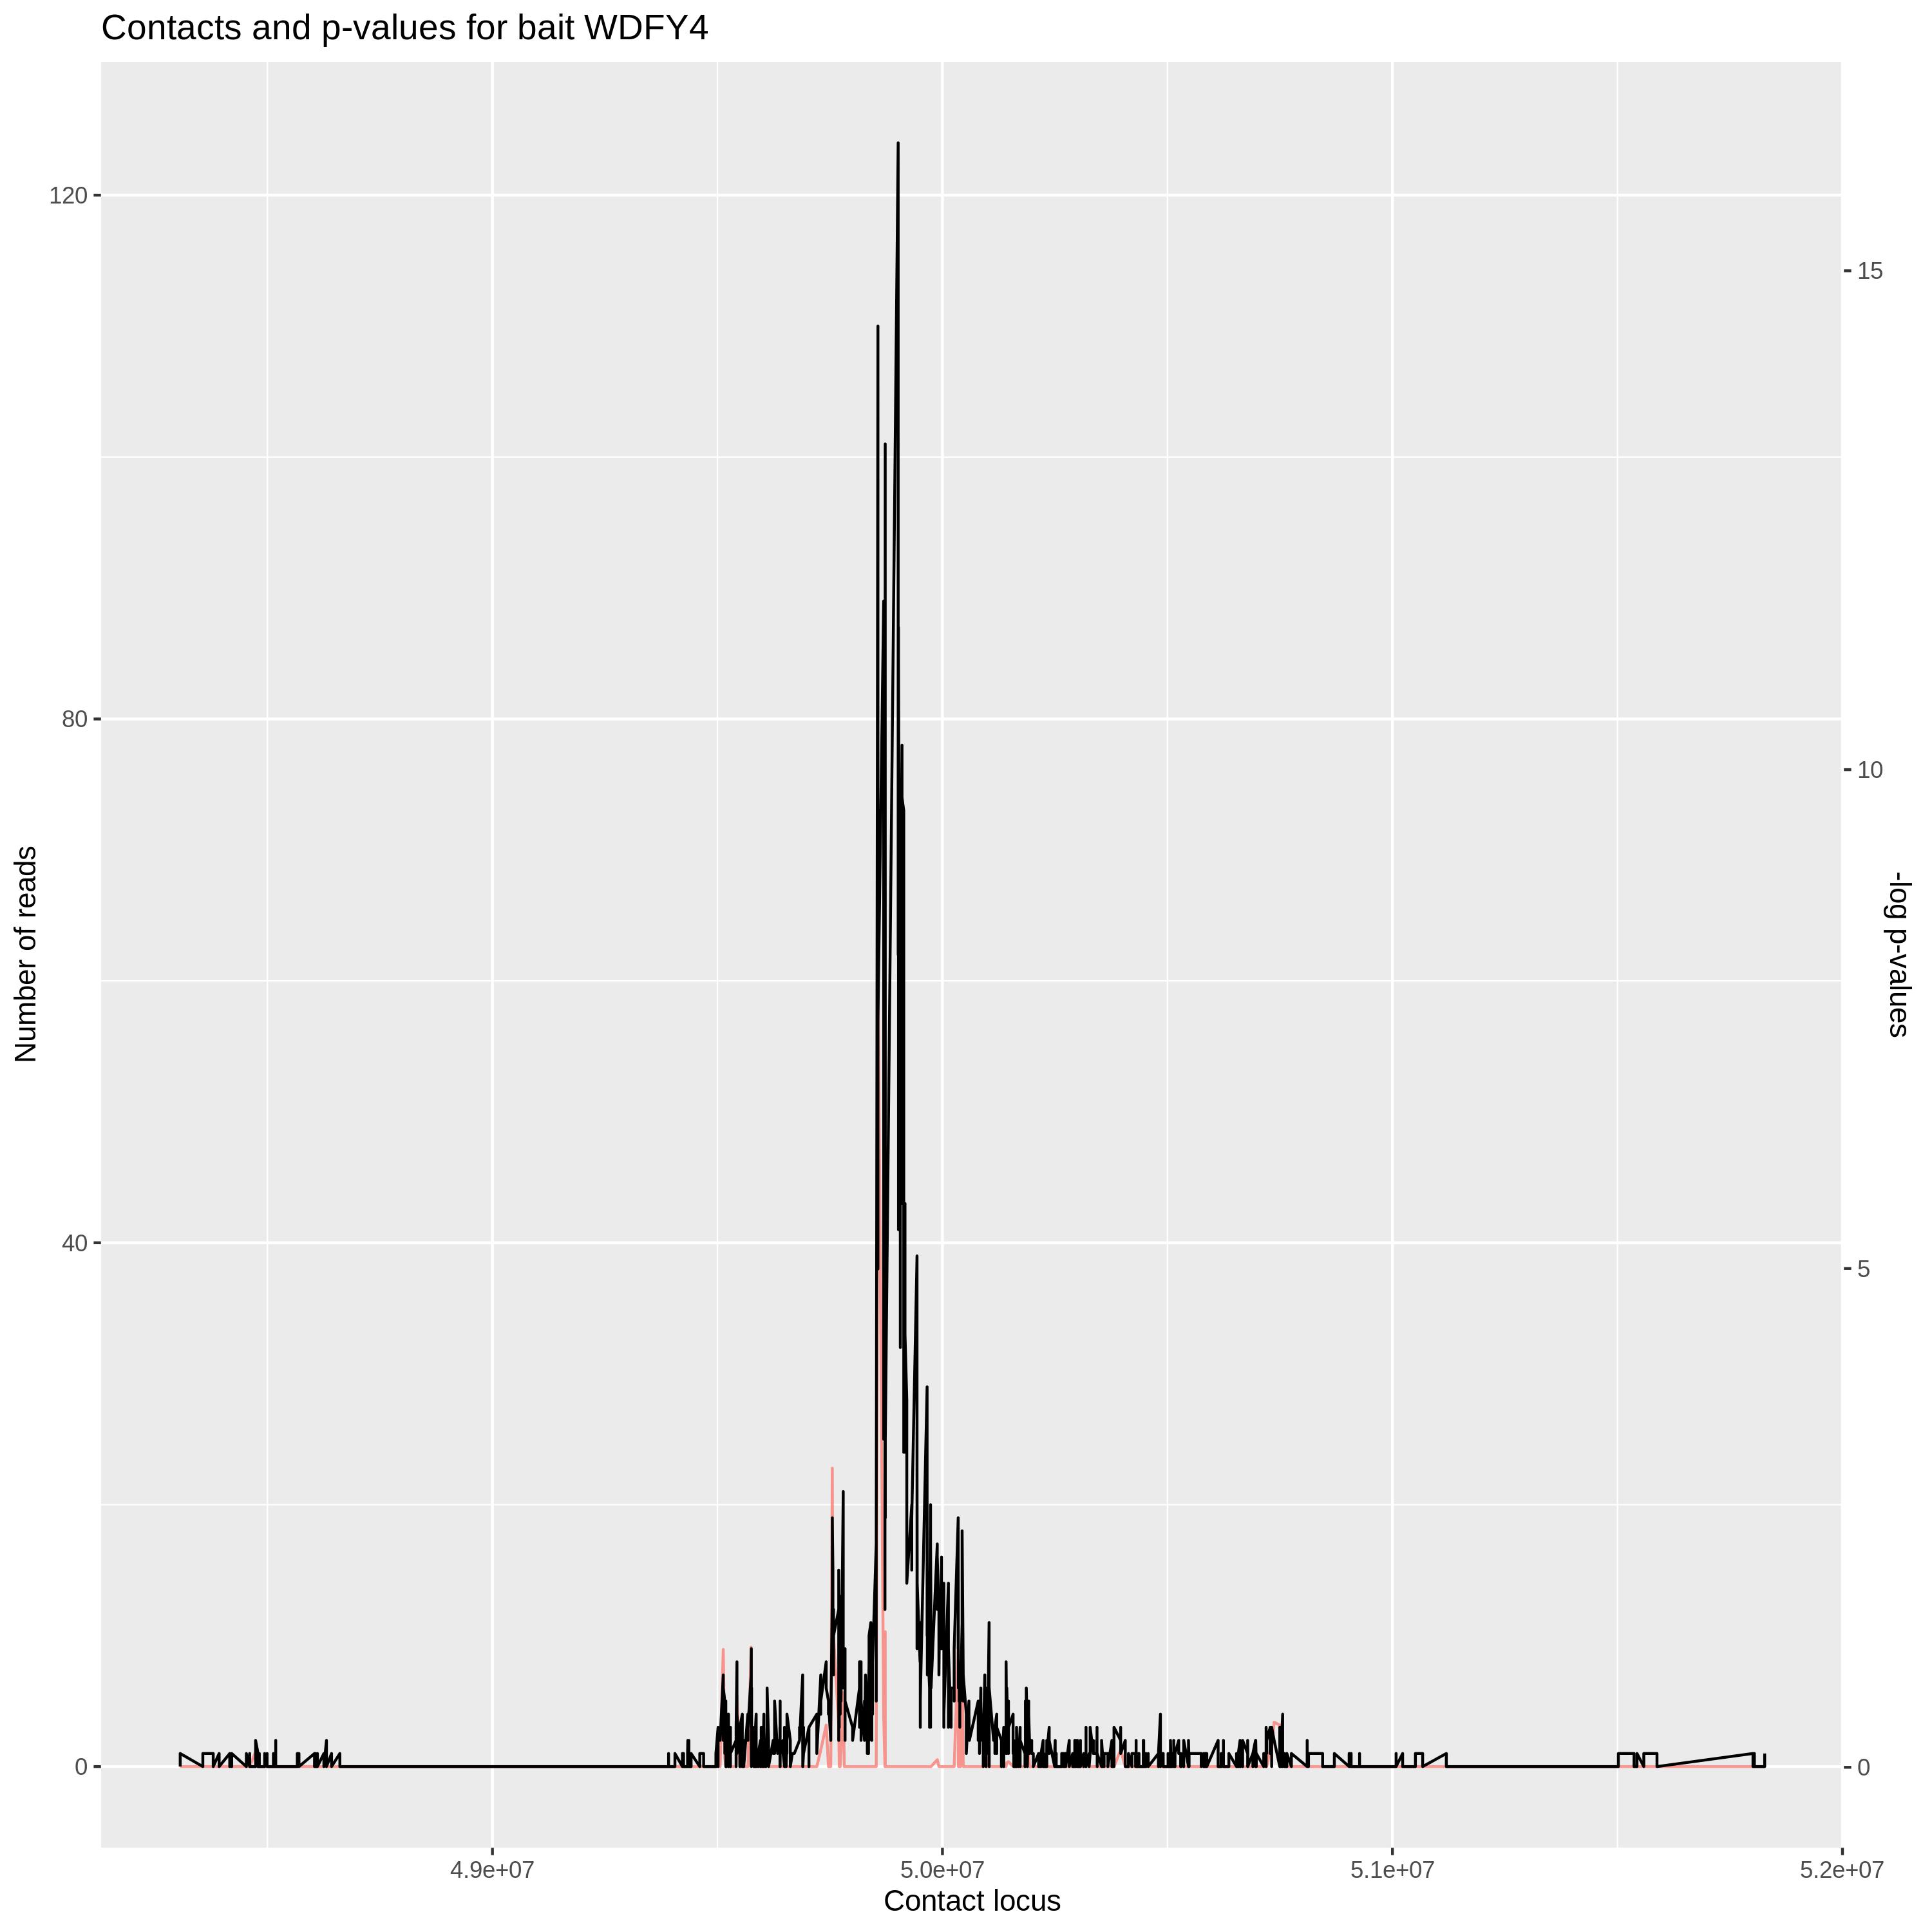 Contacts and p-values for bait WDFY4
120
80
40
0
Number of reads
15
10
5
0
-log p-values
4.9e+07
5.0e+07
5.1e+07
5.2e+07
Contact locus